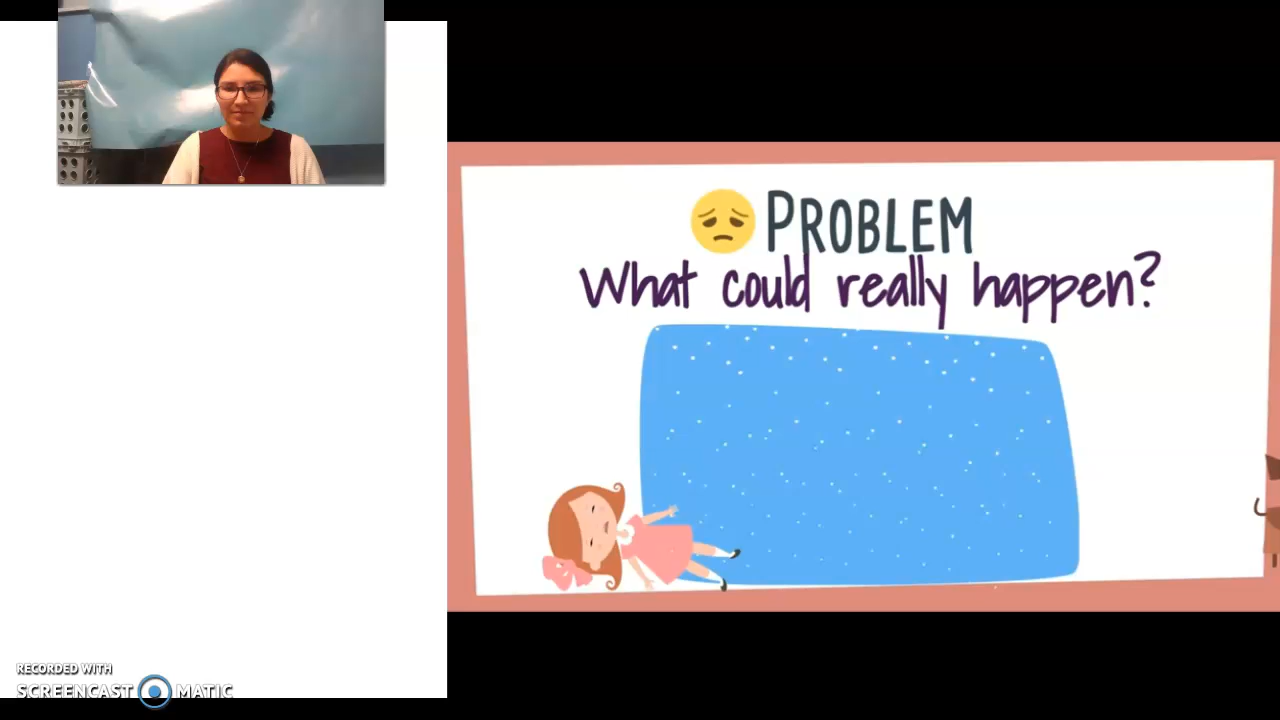 PROBLEM
What could really happen?
RECORDED WITH
SCREENCAST MATIC